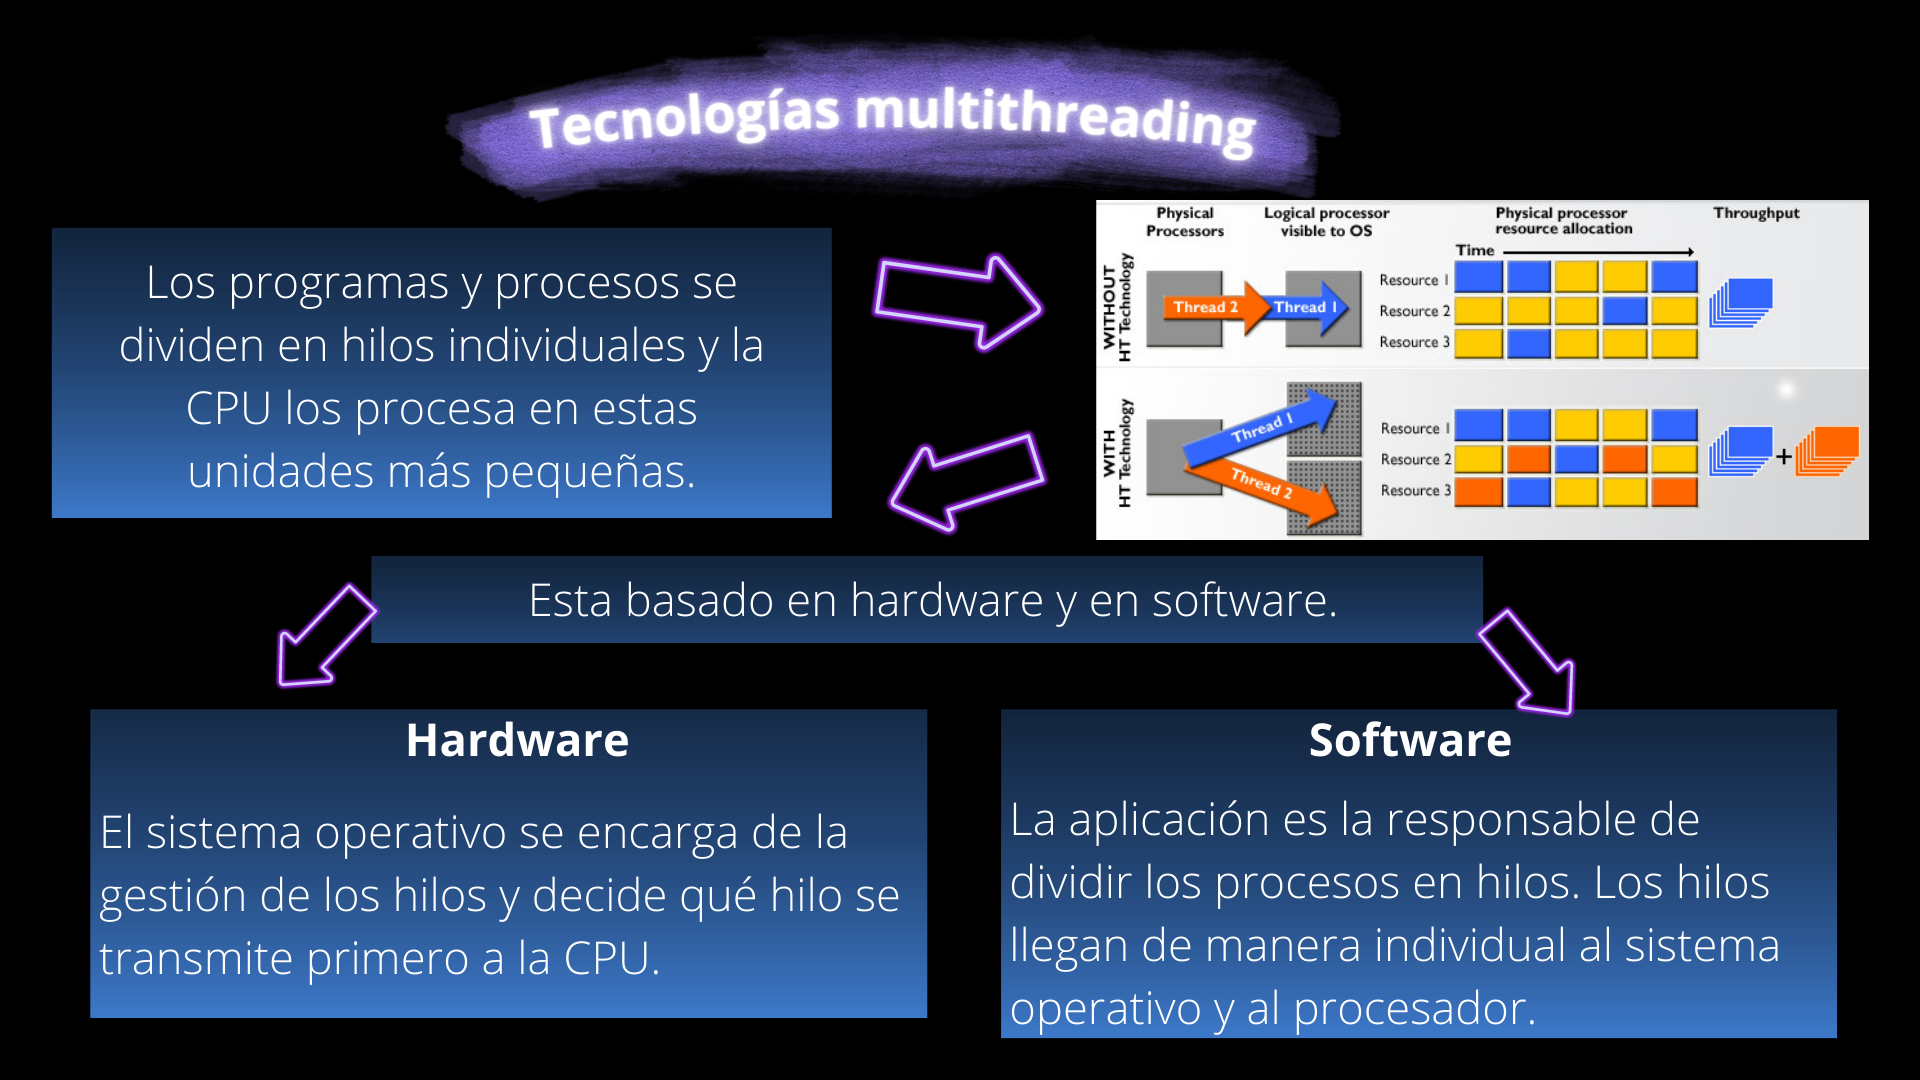 Tecnologías multithreading
Los programas y procesos se
dividen en hilos individuales y la
CPU los procesa en estas
unidades más pequeñas.
Physical
Processors
Logical processor
visible to OS
Physical processor
resource allocation
Throughput
Time
WITHOUT
HT Technology
Thread 2
Thread 1
Resource 1
Resource 2
Resource 3
WITH
HT Technology
Thread 1
Thread 2
Resource 1
Resource 2
Resource 3
+
Esta basado en hardware y en software.
Hardware
El sistema operativo se encarga de la
gestión de los hilos y decide qué hilo se
transmite primero a la CPU.
Software
La aplicación es la responsable de
dividir los procesos en hilos. Los hilos
llegan de manera individual al sistema
operativo y al procesador.